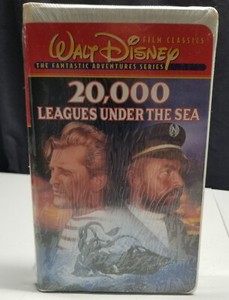 FILM CLASSICS
WALT DISNEY
THE FANTASTIC ADVENTURES SERIES
20,000
LEAGUES UNDER THE SEA